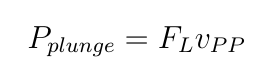 P_{plunge} = F_L v_{PP}